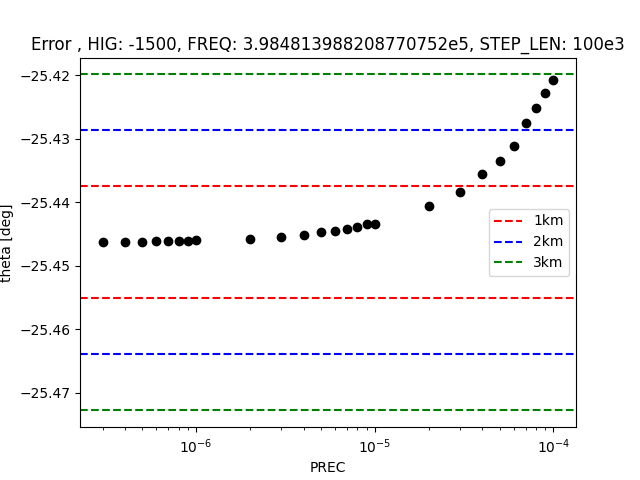 Error , HIG: -1500, FREQ: 3.984813988208770752e5, STEP_LEN: 100e3
−25.42
−25.43
−25.44
−25.45
−25.46
−25.47
theta [deg]
1km
2km
3km
10⁻⁶
10⁻⁵
10⁻⁴
PREC